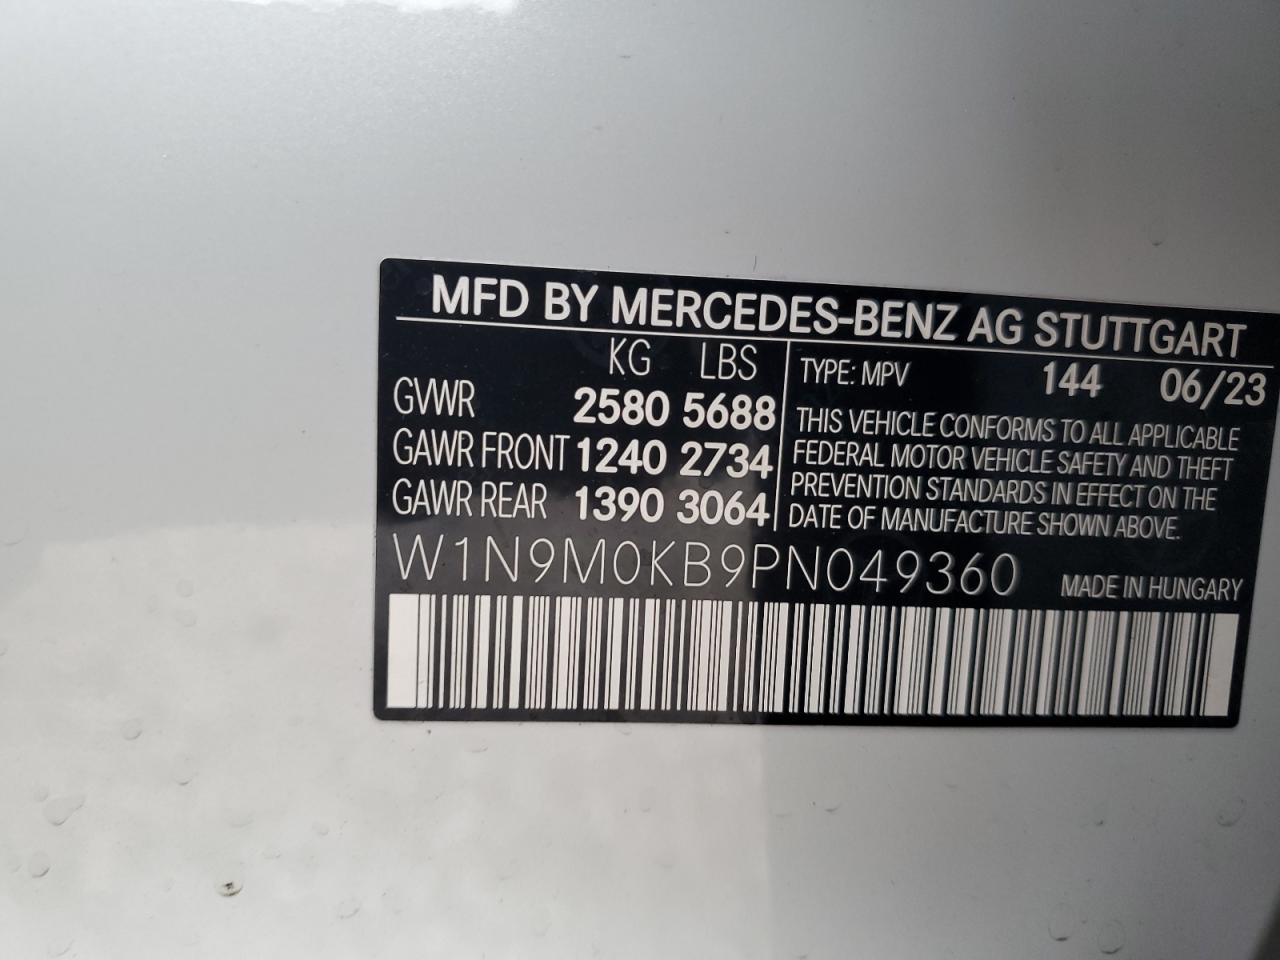 MFD BY MERCEDES-BENZ AG STUTTGART
KG LBS
GVWR 2580 5688
GAWR FRONT 1240 2734
GAWR REAR 1390 3064
TYPE: MPV 144 06/23
THIS VEHICLE CONFORMS TO ALL APPLICABLE
FEDERAL MOTOR VEHICLE SAFETY AND THEFT
PREVENTION STANDARDS IN EFFECT ON THE
DATE OF MANUFACTURE SHOWN ABOVE.
W1N9M0KB9PN049360 MADE IN HUNGARY